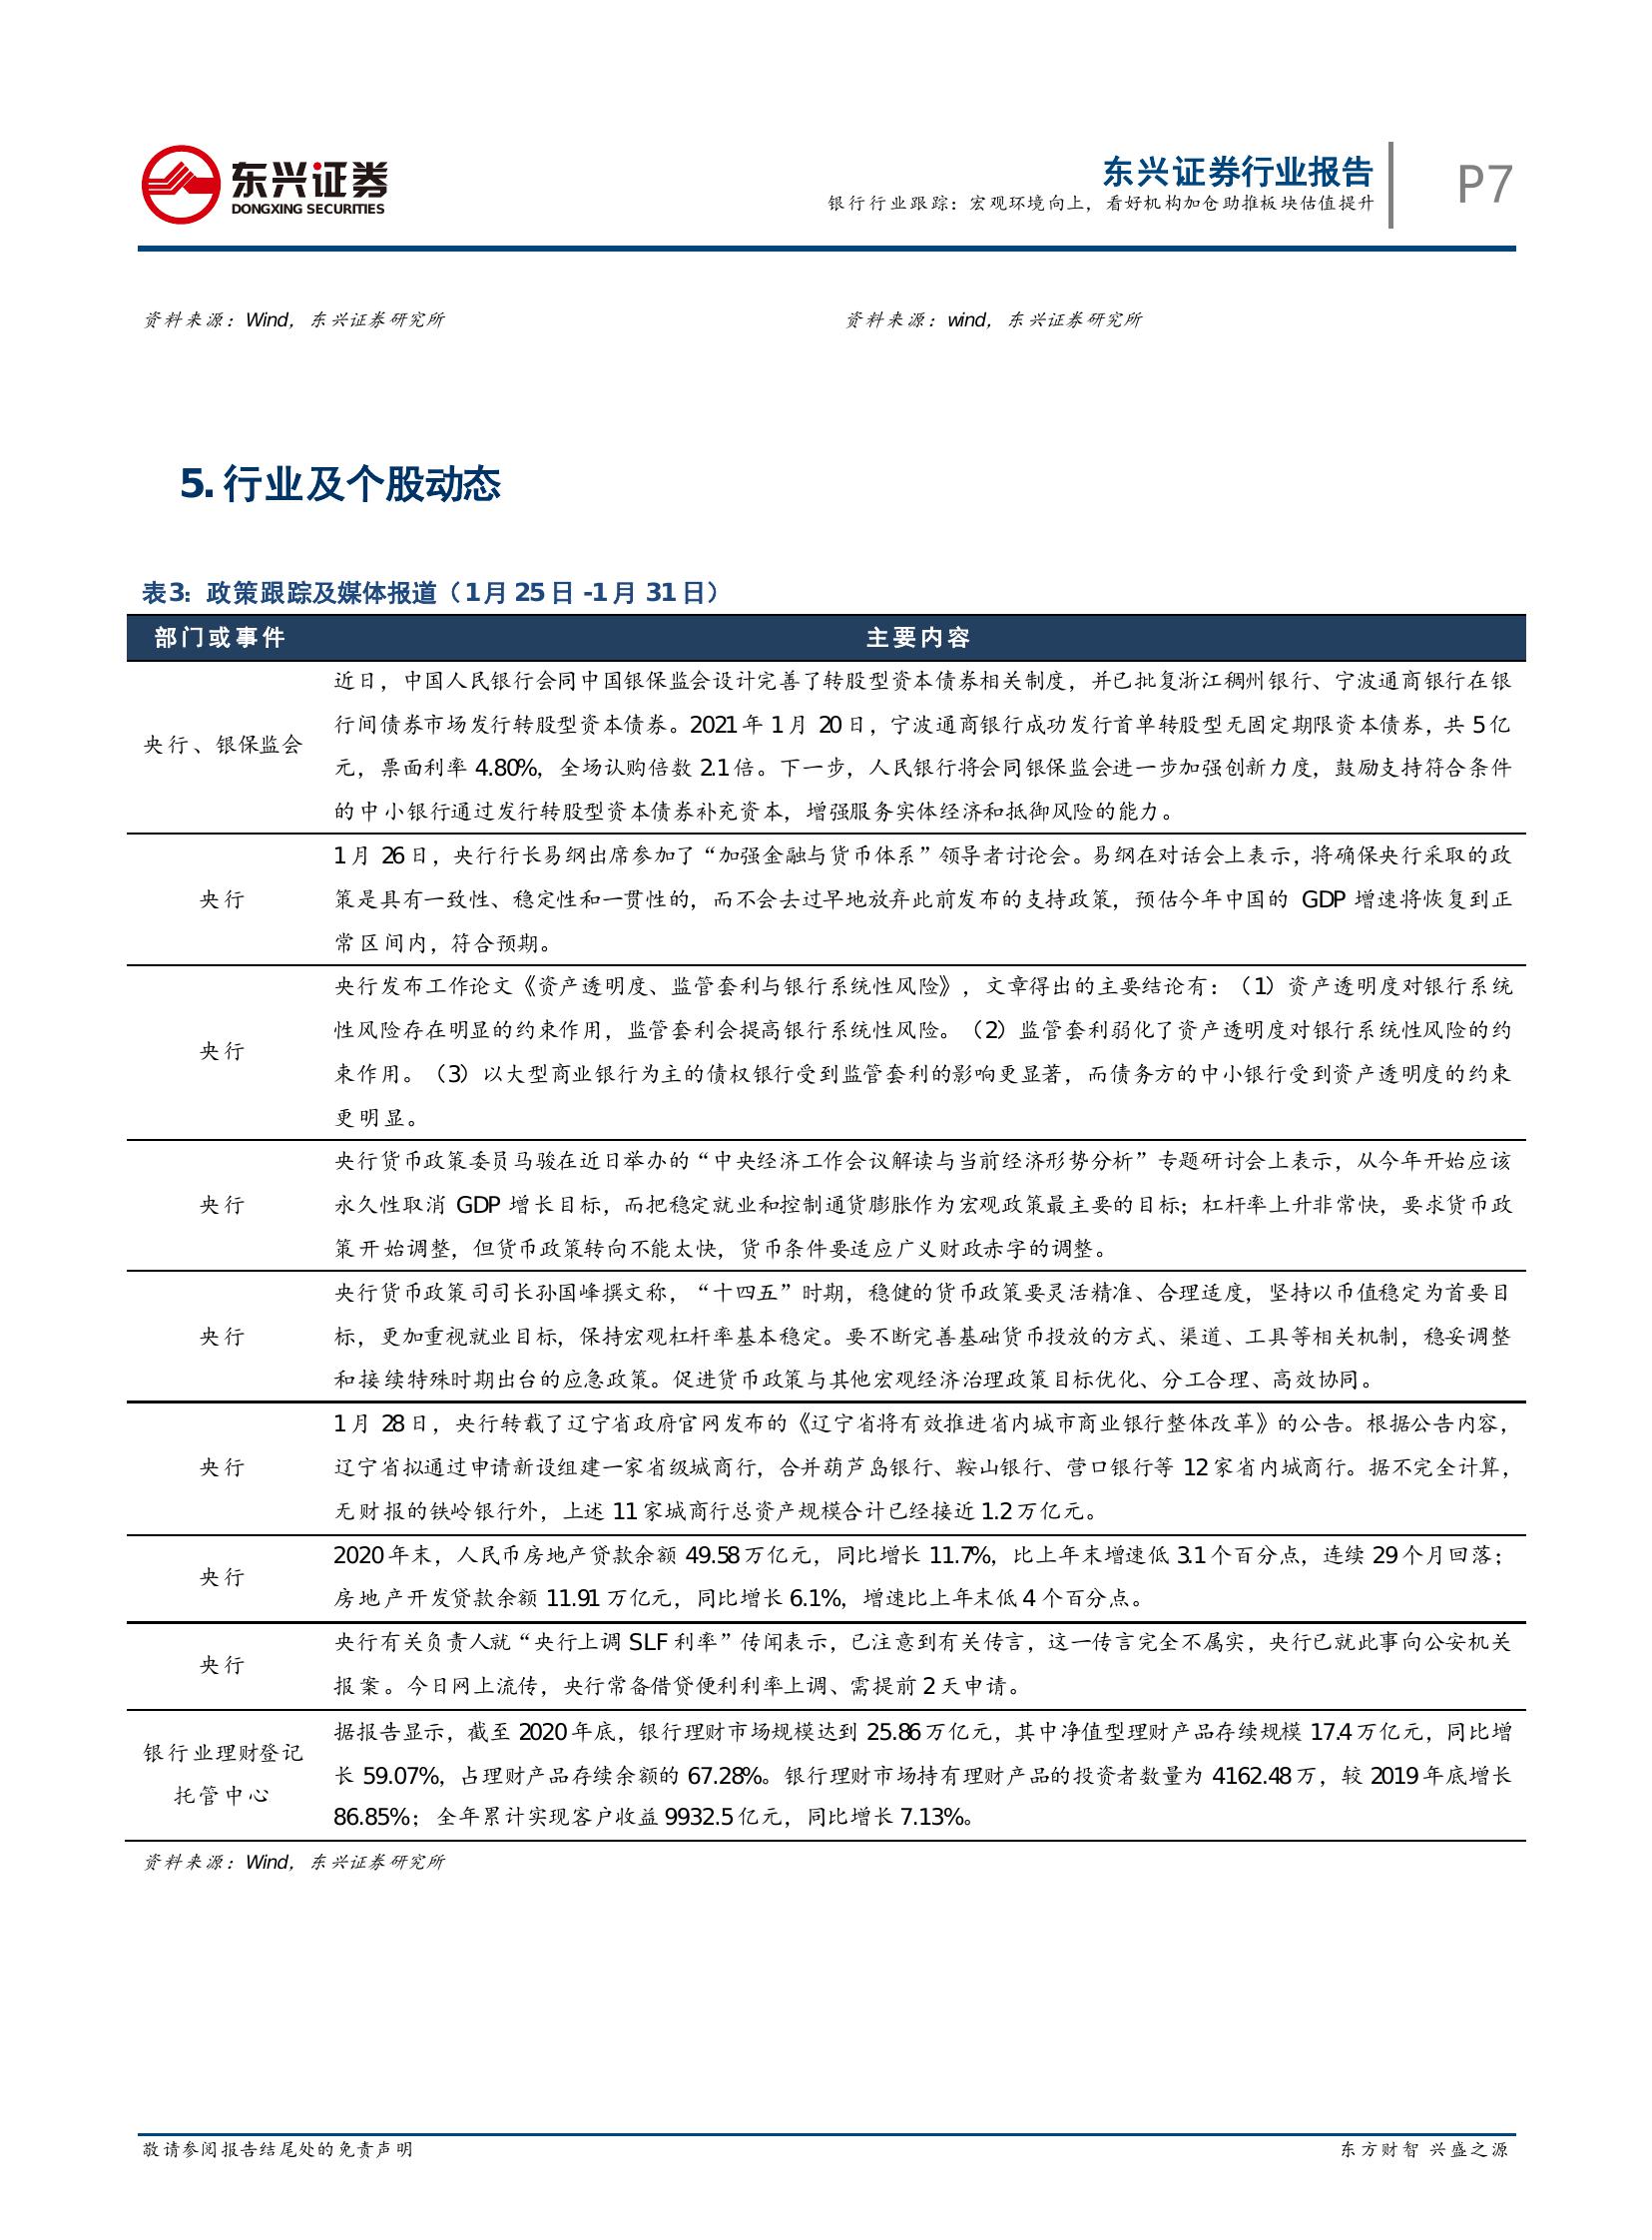 东兴证券
DONGXING SECURITIES
东兴证券行业报告
银行行业跟踪：宏观环境向上，看好机构加仓助推板块估值提升
P7
资料来源：Wind，东兴证券研究所
资料来源：wind，东兴证券研究所
5. 行业及个股动态
表3：政策跟踪及媒体报道（1月25日-1月31日）
部门或事件
主要内容
央行、银保监会
近日，中国人民银行会同中国银保监会设计完善了转股型资本债券相关制度，并已批复浙江稠州银行、宁波通商银行在银
行间债券市场发行转股型资本债券。2021年1月20日，宁波通商银行成功发行首单转股型无固定期限资本债券，共5亿
元，票面利率4.80%，全场认购倍数2.1倍。下一步，人民银行将会同银保监会进一步加强创新力度，鼓励支持符合条件
的中小银行通过发行转股型资本债券补充资本，增强服务实体经济和抵御风险的能力。
央行
1月26日，央行行长易纲出席参加了“加强金融与货币体系”领导者讨论会。易纲在对话会上表示，将确保央行采取的政
策是具有一致性、稳定性和一贯性的，而不会去过早地放弃此前发布的支持政策，预估今年中国的 GDP 增速将恢复到正
常区间内，符合预期。
央行
央行发布工作论文《资产透明度、监管套利与银行系统性风险》，文章得出的主要结论有：（1）资产透明度对银行系统
性风险存在明显的约束作用，监管套利会提高银行系统性风险。（2）监管套利弱化了资产透明度对银行系统性风险的约
束作用。（3）以大型商业银行为主的债权银行受到监管套利的影响更显著，而债务方的中小银行受到资产透明度的约束
更明显。
央行
央行货币政策委员马骏在近日举办的“中央经济工作会议解读与当前经济形势分析”专题研讨会上表示，从今年开始应该
永久性取消 GDP 增长目标，而把稳定就业和控制通货膨胀作为宏观政策最主要的目标；杠杆率上升非常快，要求货币政
策开始调整，但货币政策转向不能太快，货币条件要适应广义财政赤字的调整。
央行
央行货币政策司司长孙国峰撰文称，“十四五”时期，稳健的货币政策要灵活精准、合理适度，坚持以币值稳定为首要目
标，更加重视就业目标，保持宏观杠杆率基本稳定。要不断完善基础货币投放的方式、渠道、工具等相关机制，稳妥调整
和接续特殊时期出台的应急政策。促进货币政策与其他宏观经济治理政策目标优化、分工合理、高效协同。
央行
1月28日，央行转载了辽宁省政府官网发布的《辽宁省将有效推进省内城市商业银行整体改革》的公告。根据公告内容，
辽宁省拟通过申请新设组建一家省级城商行，合并葫芦岛银行、鞍山银行、营口银行等12家省内城商行。据不完全计算，
无财报的铁岭银行外，上述11家城商行总资产规模合计已经接近1.2万亿元。
央行
2020年末，人民币房地产贷款余额49.58万亿元，同比增长11.7%，比上年末增速低3.1个百分点，连续29个月回落；
房地产开发贷款余额11.91万亿元，同比增长6.1%，增速比上年末低4个百分点。
央行
央行有关负责人就“央行上调SLF利率”传闻表示，已注意到有关传言，这一传言完全不属实，央行已就此事向公安机关
报案。今日网上流传，央行常备借贷便利利率上调、需提前2天申请。
银行业理财登记
托管中心
据报告显示，截至2020年底，银行理财市场规模达到25.86万亿元，其中净值型理财产品存续规模17.4万亿元，同比增
长59.07%，占理财产品存续余额的67.28%。银行理财市场持有理财产品的投资者数量为4162.48万，较2019年底增长
86.85%；全年累计实现客户收益9932.5亿元，同比增长7.13%。
资料来源：Wind，东兴证券研究所
敬请参阅报告结尾处的免责声明
东方财智 兴盛之源